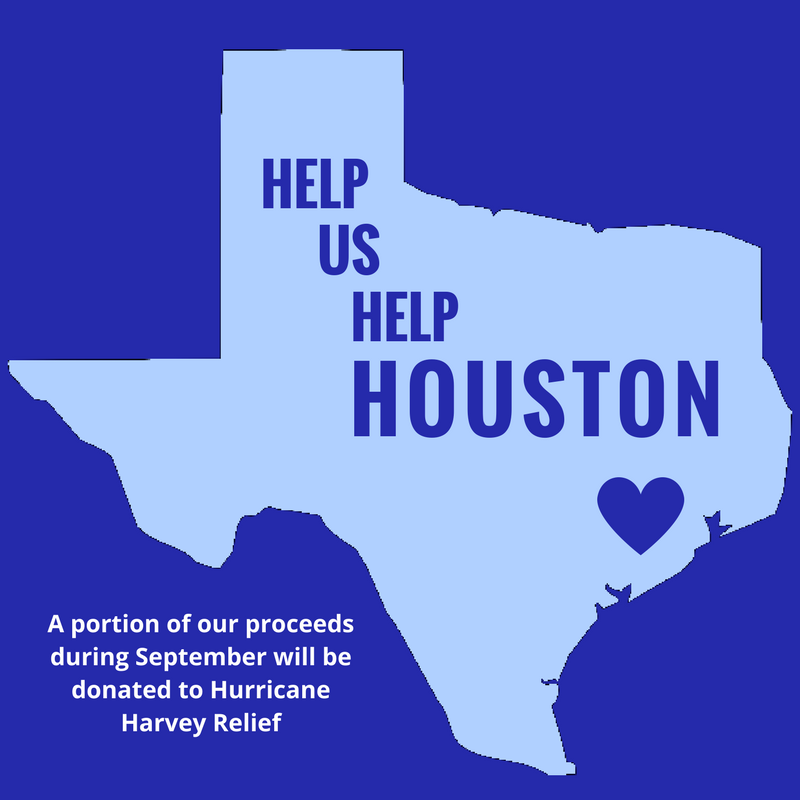 HELP
US
HELP
HOUSTON
A portion of our proceeds
during September will be
donated to Hurricane
Harvey Relief